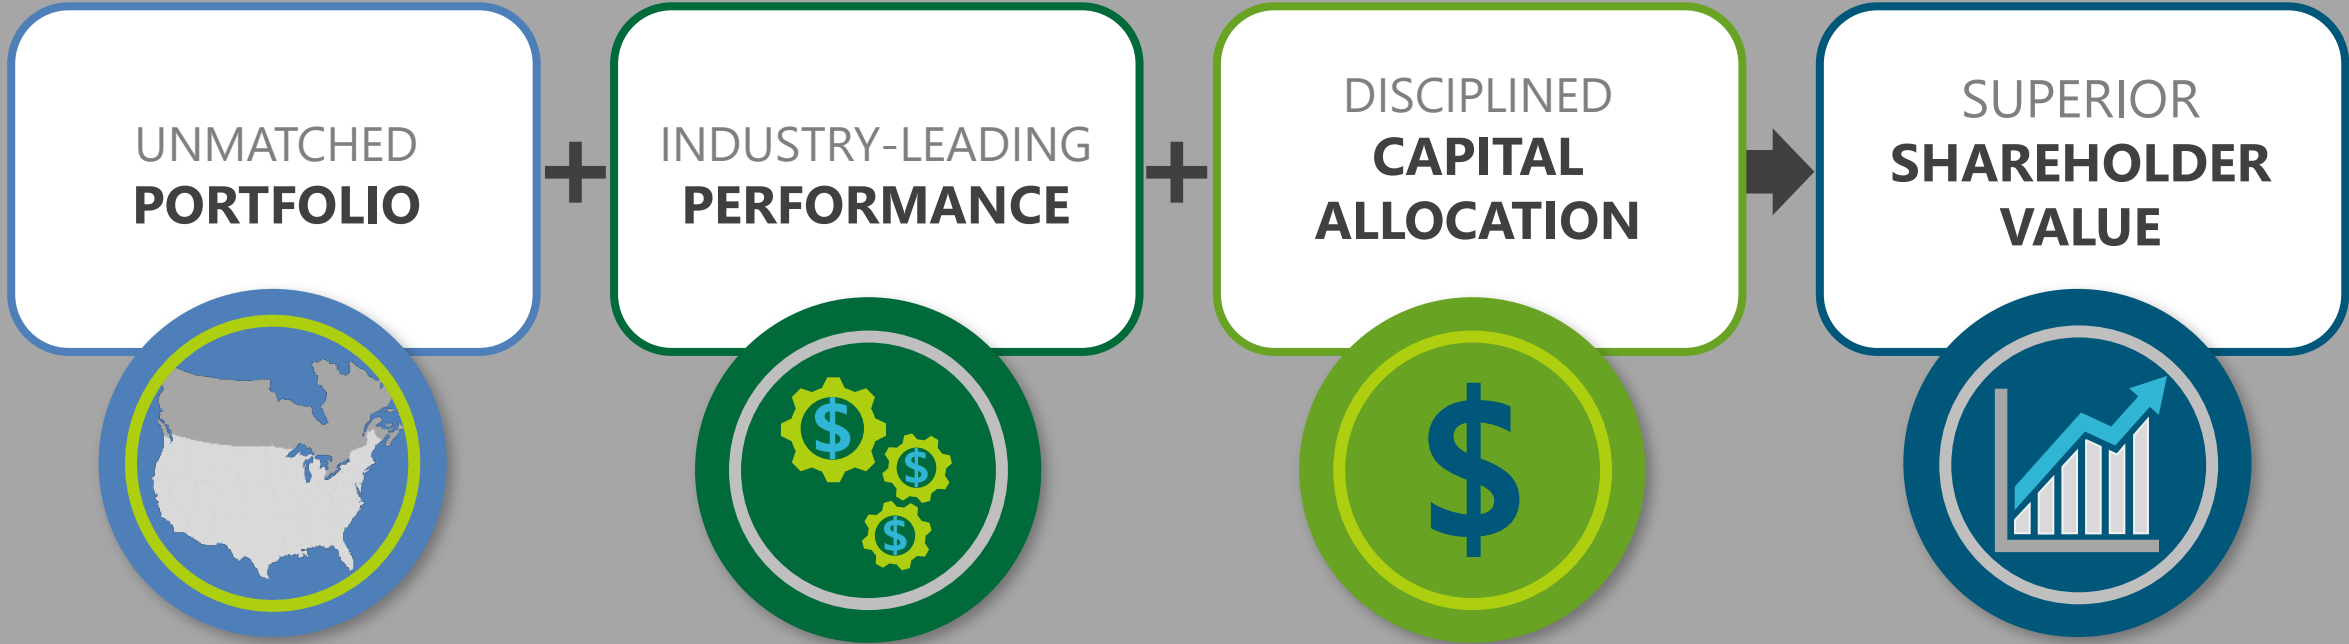 UNMATCHED
PORTFOLIO
+
INDUSTRY-LEADING
PERFORMANCE
+
DISCIPLINED
CAPITAL
ALLOCATION
SUPERIOR
SHAREHOLDER
VALUE
$
$
$
$